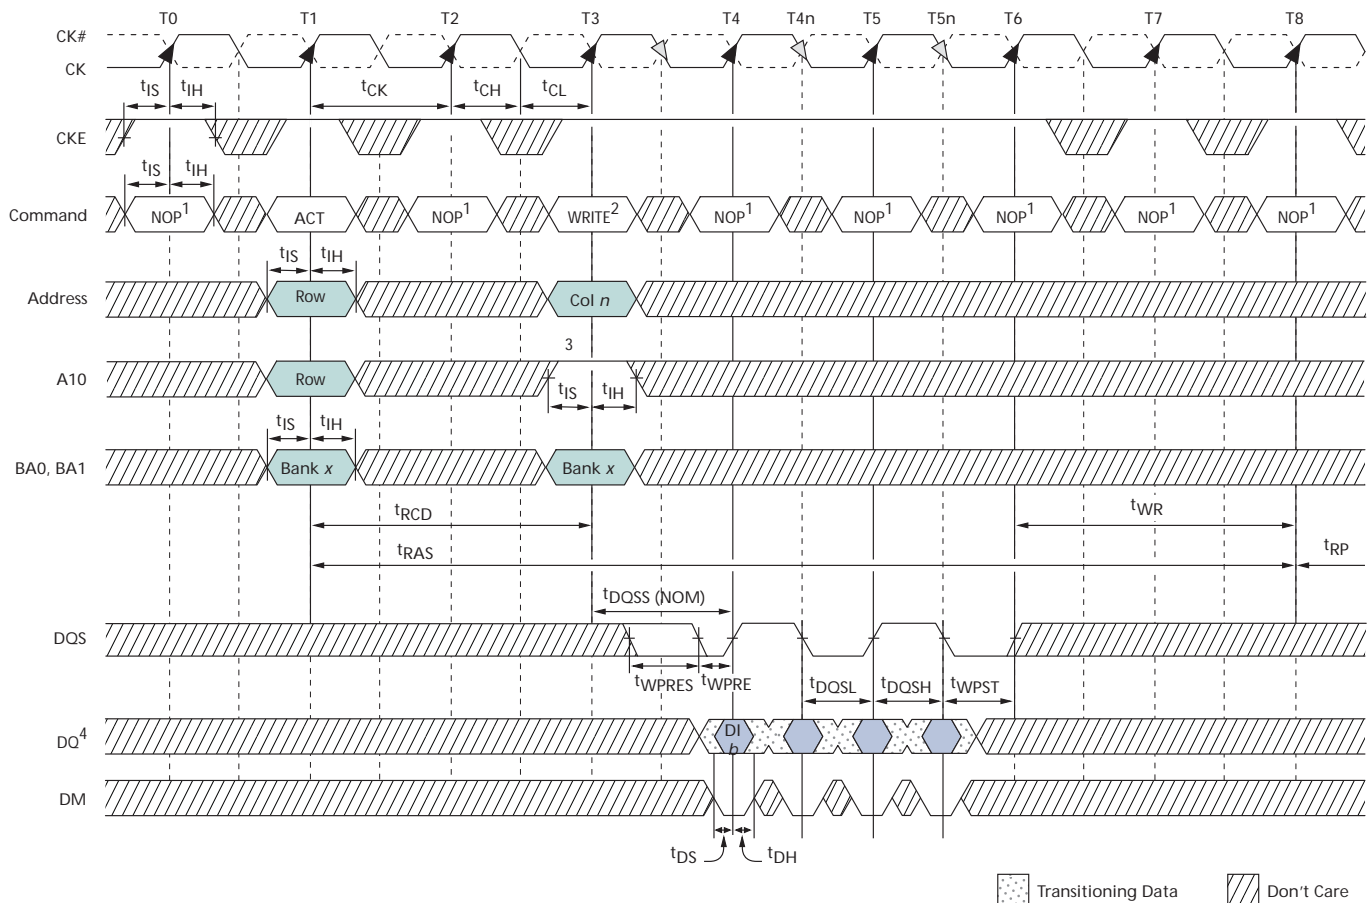 T0 T1 T2 T3 T4 T4n T5 T5n T6 T7 T8
CK#
CK
tIS tIH tCK tCH tCL
CKE
tIS tIH
Command NOP1 ACT NOP1 WRITE2 NOP1 NOP1 NOP1 NOP1 NOP1
tIS tIH
Address Row Col n
3
A10 Row
tIS tIH
tIS tIH
BA0, BA1 Bank x Bank x
tRCD tWR
tRAS tRP
tDQSS (NOM)
DQS
tWPRES tWPRE tDQSL tDQSH tWPST
DQ4 DI
b
DM
tDS tDH
Transitioning Data Don't Care